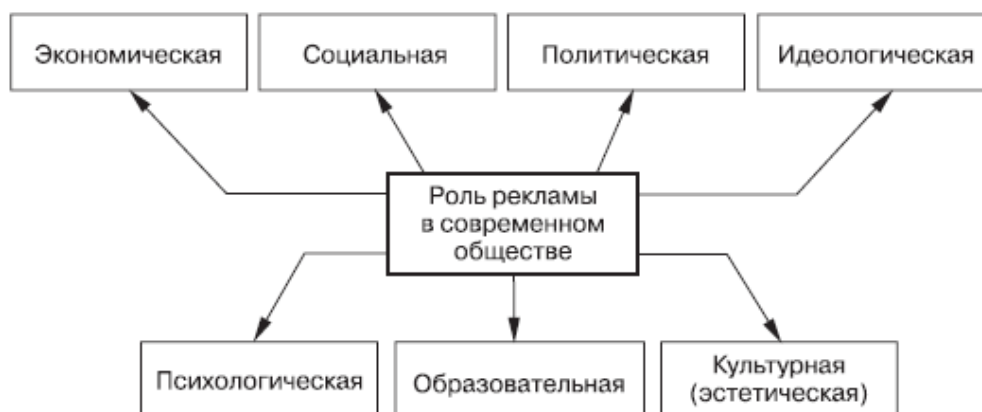 Экономическая
Социальная
Политическая
Идеологическая
Роль рекламы
в современном
обществе
Психологическая
Образовательная
Культурная
(эстетическая)